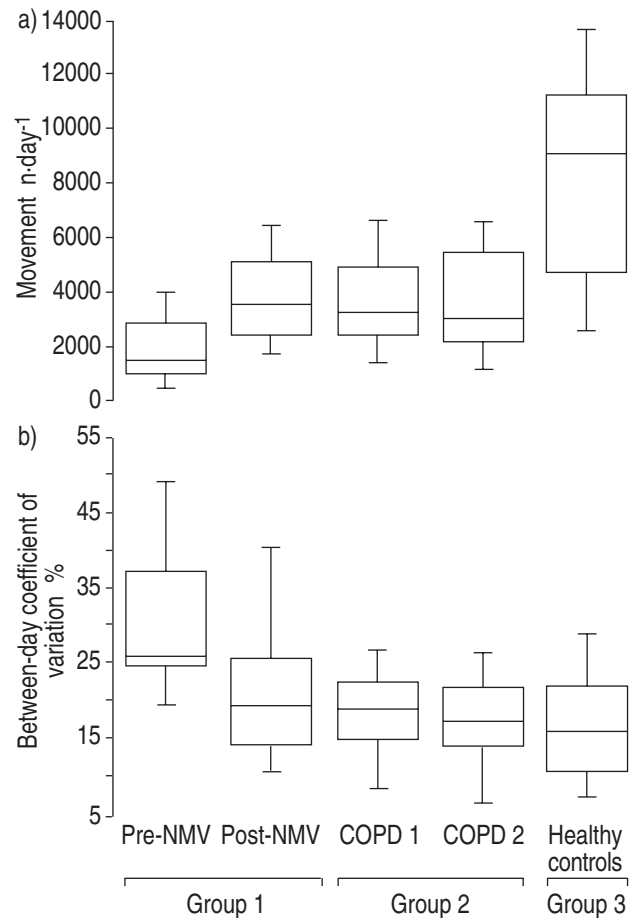 a)
14000
12000
10000
8000
6000
4000
2000
0
Movement n·day-1
b)
55
45
35
25
15
5
Between-day coefficient of
variation %
Pre-NMV Post-NMV COPD 1 COPD 2 Healthy
controls
Group 1 Group 2 Group 3